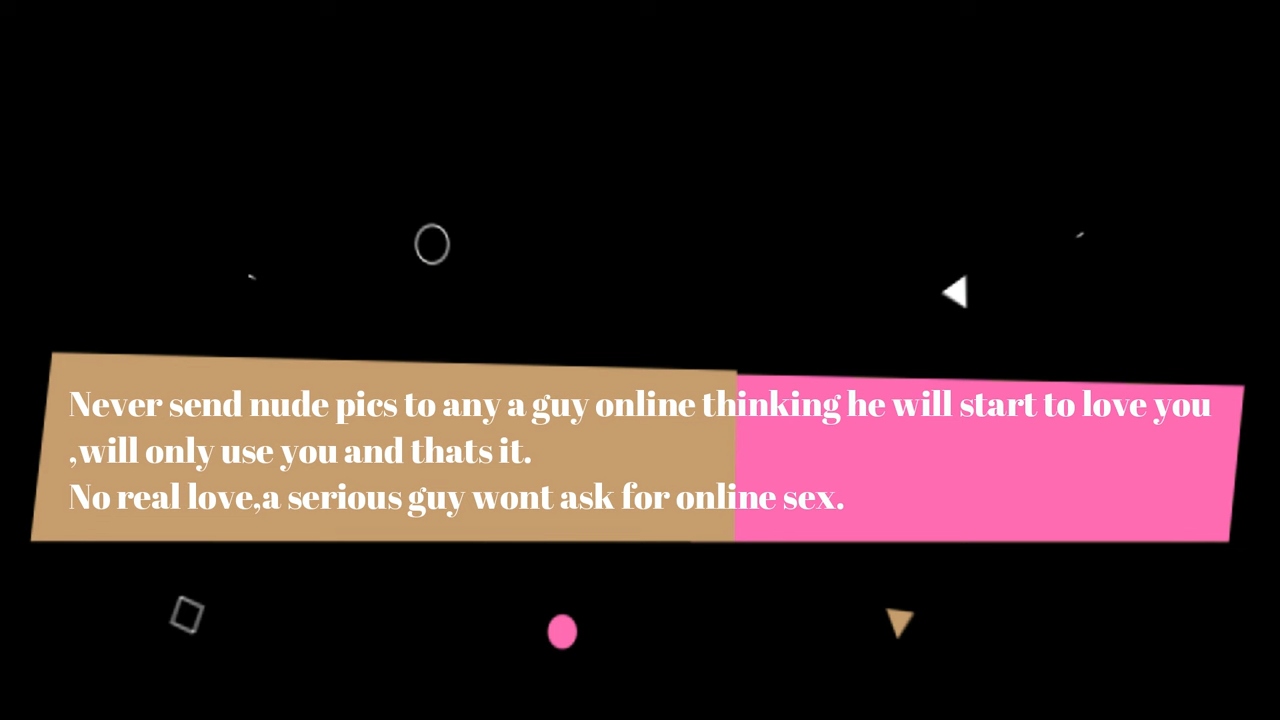 Never send nude pics to any a guy online thinking he will start to love you
,will only use you and thats it.
No real love,a serious guy wont ask for online sex.